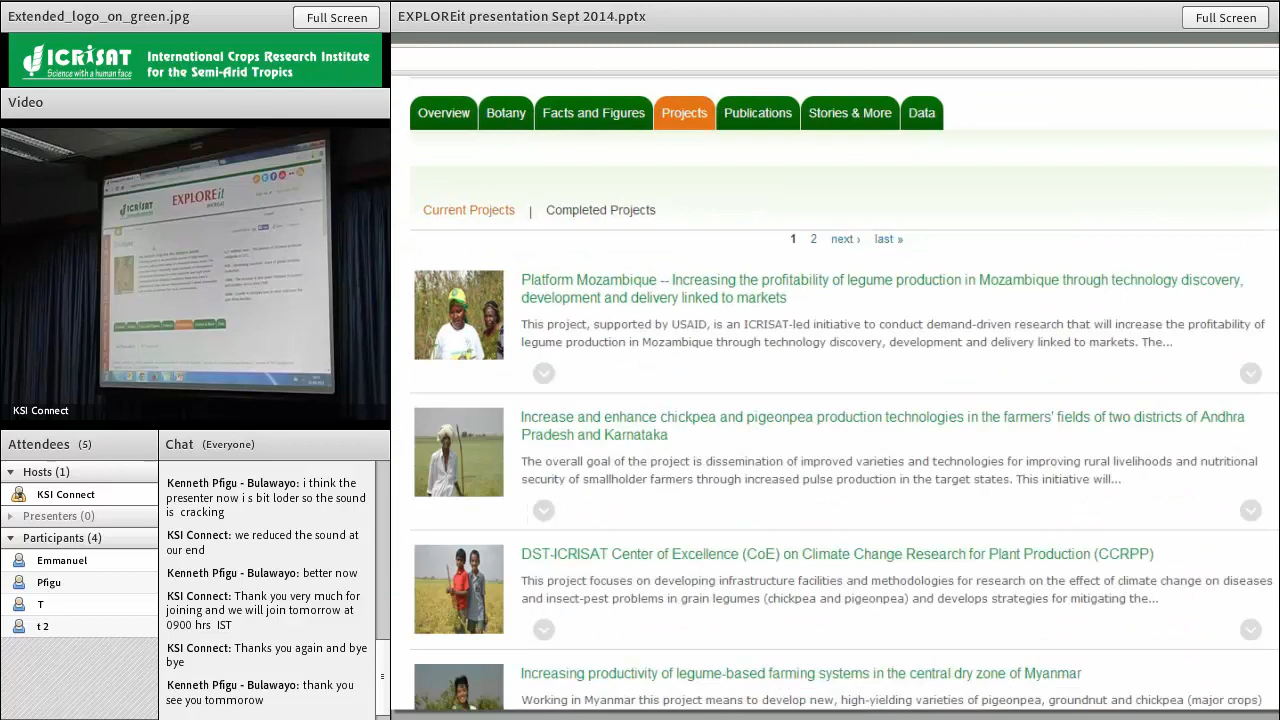 Extended_logo_on_green.jpg
Full Screen
ICRISAT
Science with a human face
International Crops Research Institute
for the Semi-Arid Tropics
Video
ICRISAT
EXPLOREit
KSI Connect
Attendees (5)
Hosts (1)
KSI Connect
Presenters (0)
Participants (4)
Emmanuel
Pfigu
T
t 2
Chat (Everyone)
Kenneth Pfigu - Bulawayo: i think the
presenter now i s bit loder so the sound
is cracking
KSI Connect: we reduced the sound at
our end
Kenneth Pfigu - Bulawayo: better now
KSI Connect: Thank you very much for
joining and we will join tomorrow at
0900 hrs IST
KSI Connect: Thanks you again and bye
bye
Kenneth Pfigu - Bulawayo: thank you
see you tommorow
EXPLOREit presentation Sept 2014.pptx
Full Screen
Overview Botany Facts and Figures Projects Publications Stories & More Data
Current Projects | Completed Projects
1 2 next › last »
Platform Mozambique -- Increasing the profitability of legume production in Mozambique through technology discovery,
development and delivery linked to markets
This project, supported by USAID, is an ICRISAT-led initiative to conduct demand-driven research that will increase the profitability of
legume production in Mozambique through technology discovery, development and delivery linked to markets. The...
Increase and enhance chickpea and pigeonpea production technologies in the farmers' fields of two districts of Andhra
Pradesh and Karnataka
The overall goal of the project is dissemination of improved varieties and technologies for improving rural livelihoods and nutritional
security of smallholder farmers through increased pulse production in the target states. This initiative will...
DST-ICRISAT Center of Excellence (CoE) on Climate Change Research for Plant Production (CCRPP)
This project focuses on developing infrastructure facilities and methodologies for research on the effect of climate change on diseases
and insect-pest problems in grain legumes (chickpea and pigeonpea) and develops strategies for mitigating the...
Increasing productivity of legume-based farming systems in the central dry zone of Myanmar
Working in Myanmar this project means to develop new, high-yielding varieties of pigeonpea, groundnut and chickpea (major crops)